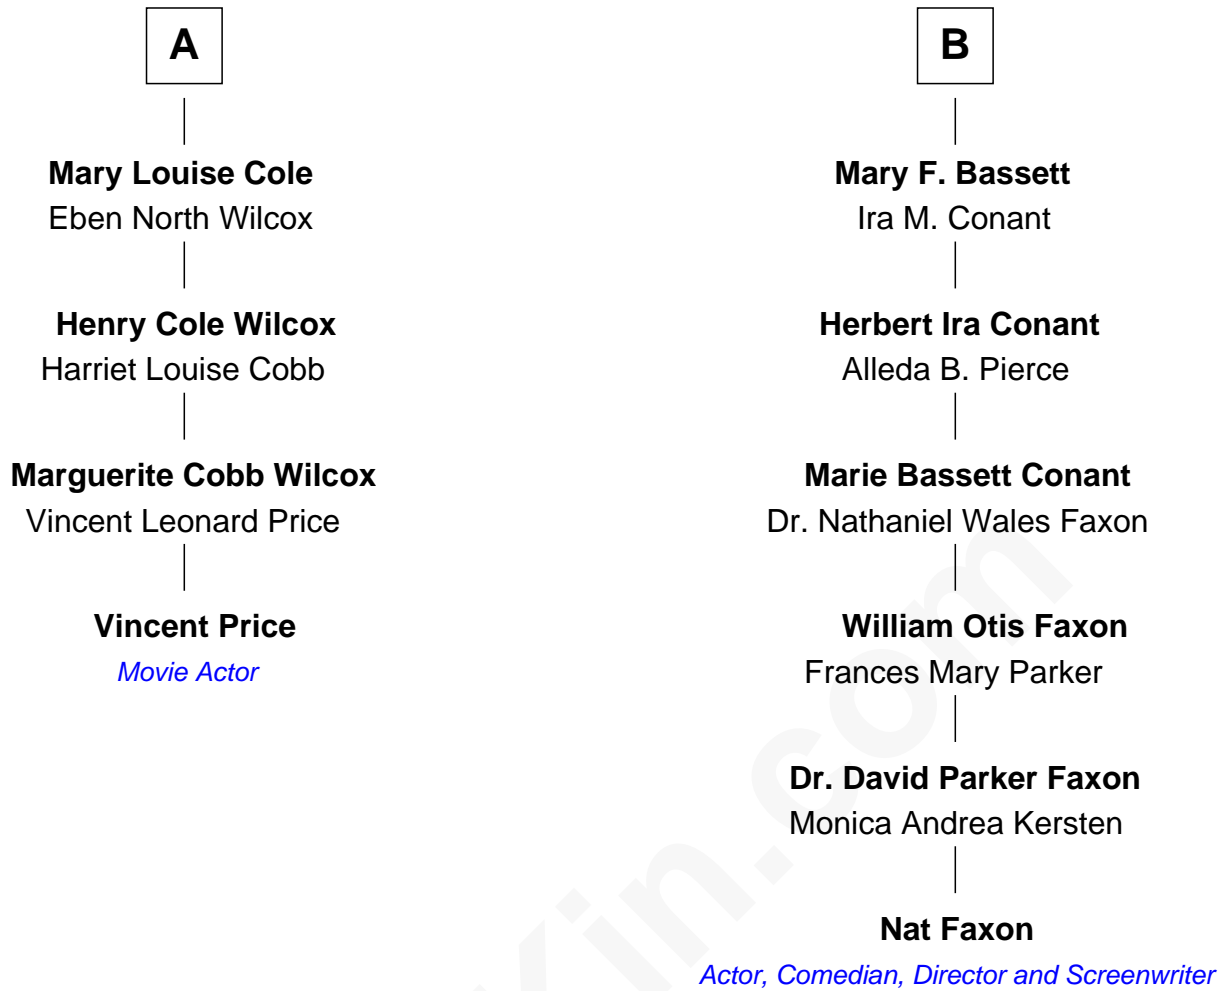 A
Mary Louise Cole
Eben North Wilcox
Henry Cole Wilcox
Harriet Louise Cobb
Marguerite Cobb Wilcox
Vincent Leonard Price
Vincent Price
Movie Actor
B
Mary F. Bassett
Ira M. Conant
Herbert Ira Conant
Alleda B. Pierce
Marie Bassett Conant
Dr. Nathaniel Wales Faxon
William Otis Faxon
Frances Mary Parker
Dr. David Parker Faxon
Monica Andrea Kersten
Nat Faxon
Actor, Comedian, Director and Screenwriter
Kin.com